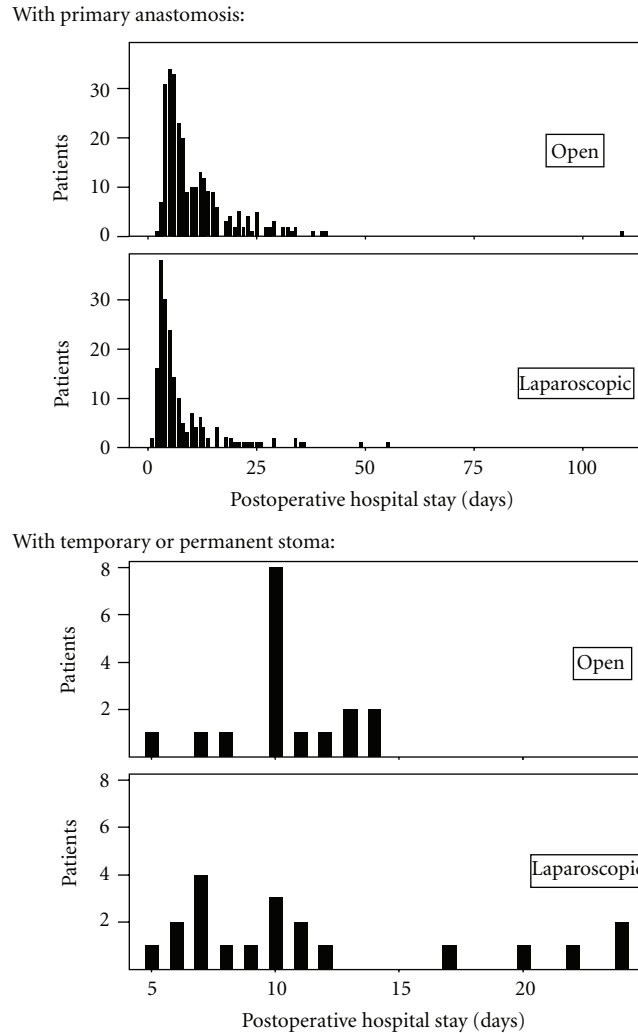 With primary anastomosis:
30
20
10
0
Patients
Open
30
20
10
0
Patients
Laparoscopic
0 25 50 75 100
Postoperative hospital stay (days)
With temporary or permanent stoma:
8
6
4
2
Patients
Open
8
6
4
2
Patients
Laparoscopic
5 10 15 20
Postoperative hospital stay (days)